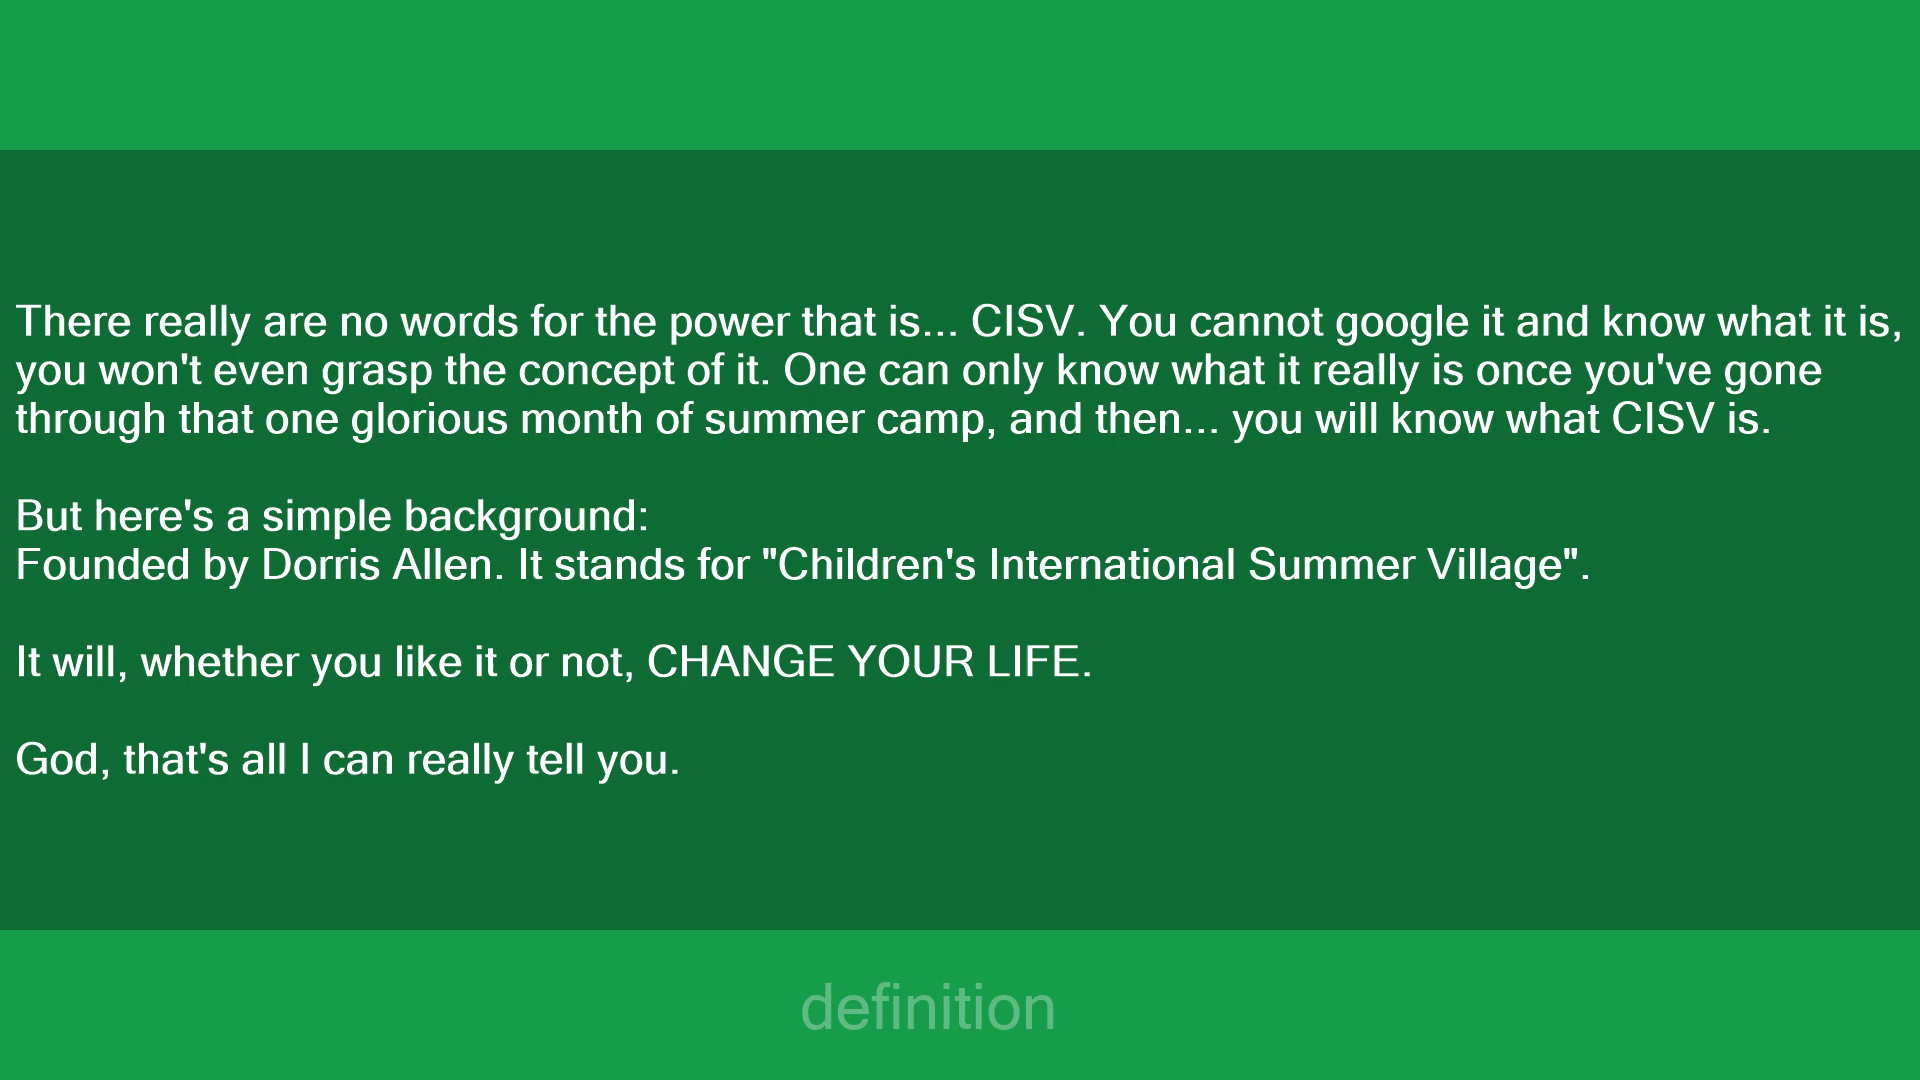 There really are no words for the power that is... CISV. You cannot google it and know what it is,
you won't even grasp the concept of it. One can only know what it really is once you've gone
through that one glorious month of summer camp, and then... you will know what CISV is.
But here's a simple background:
Founded by Dorris Allen. It stands for "Children's International Summer Village".
It will, whether you like it or not, CHANGE YOUR LIFE.
God, that's all I can really tell you.
definition